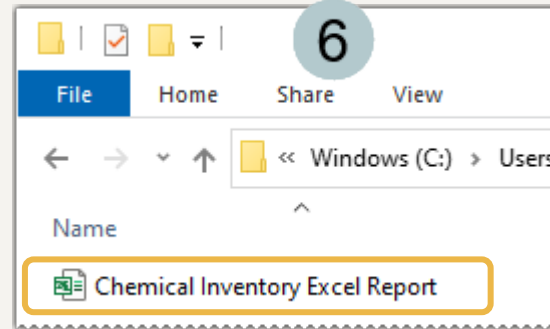 6
File Home Share View
« Windows (C:) › Users
Name
Chemical Inventory Excel Report